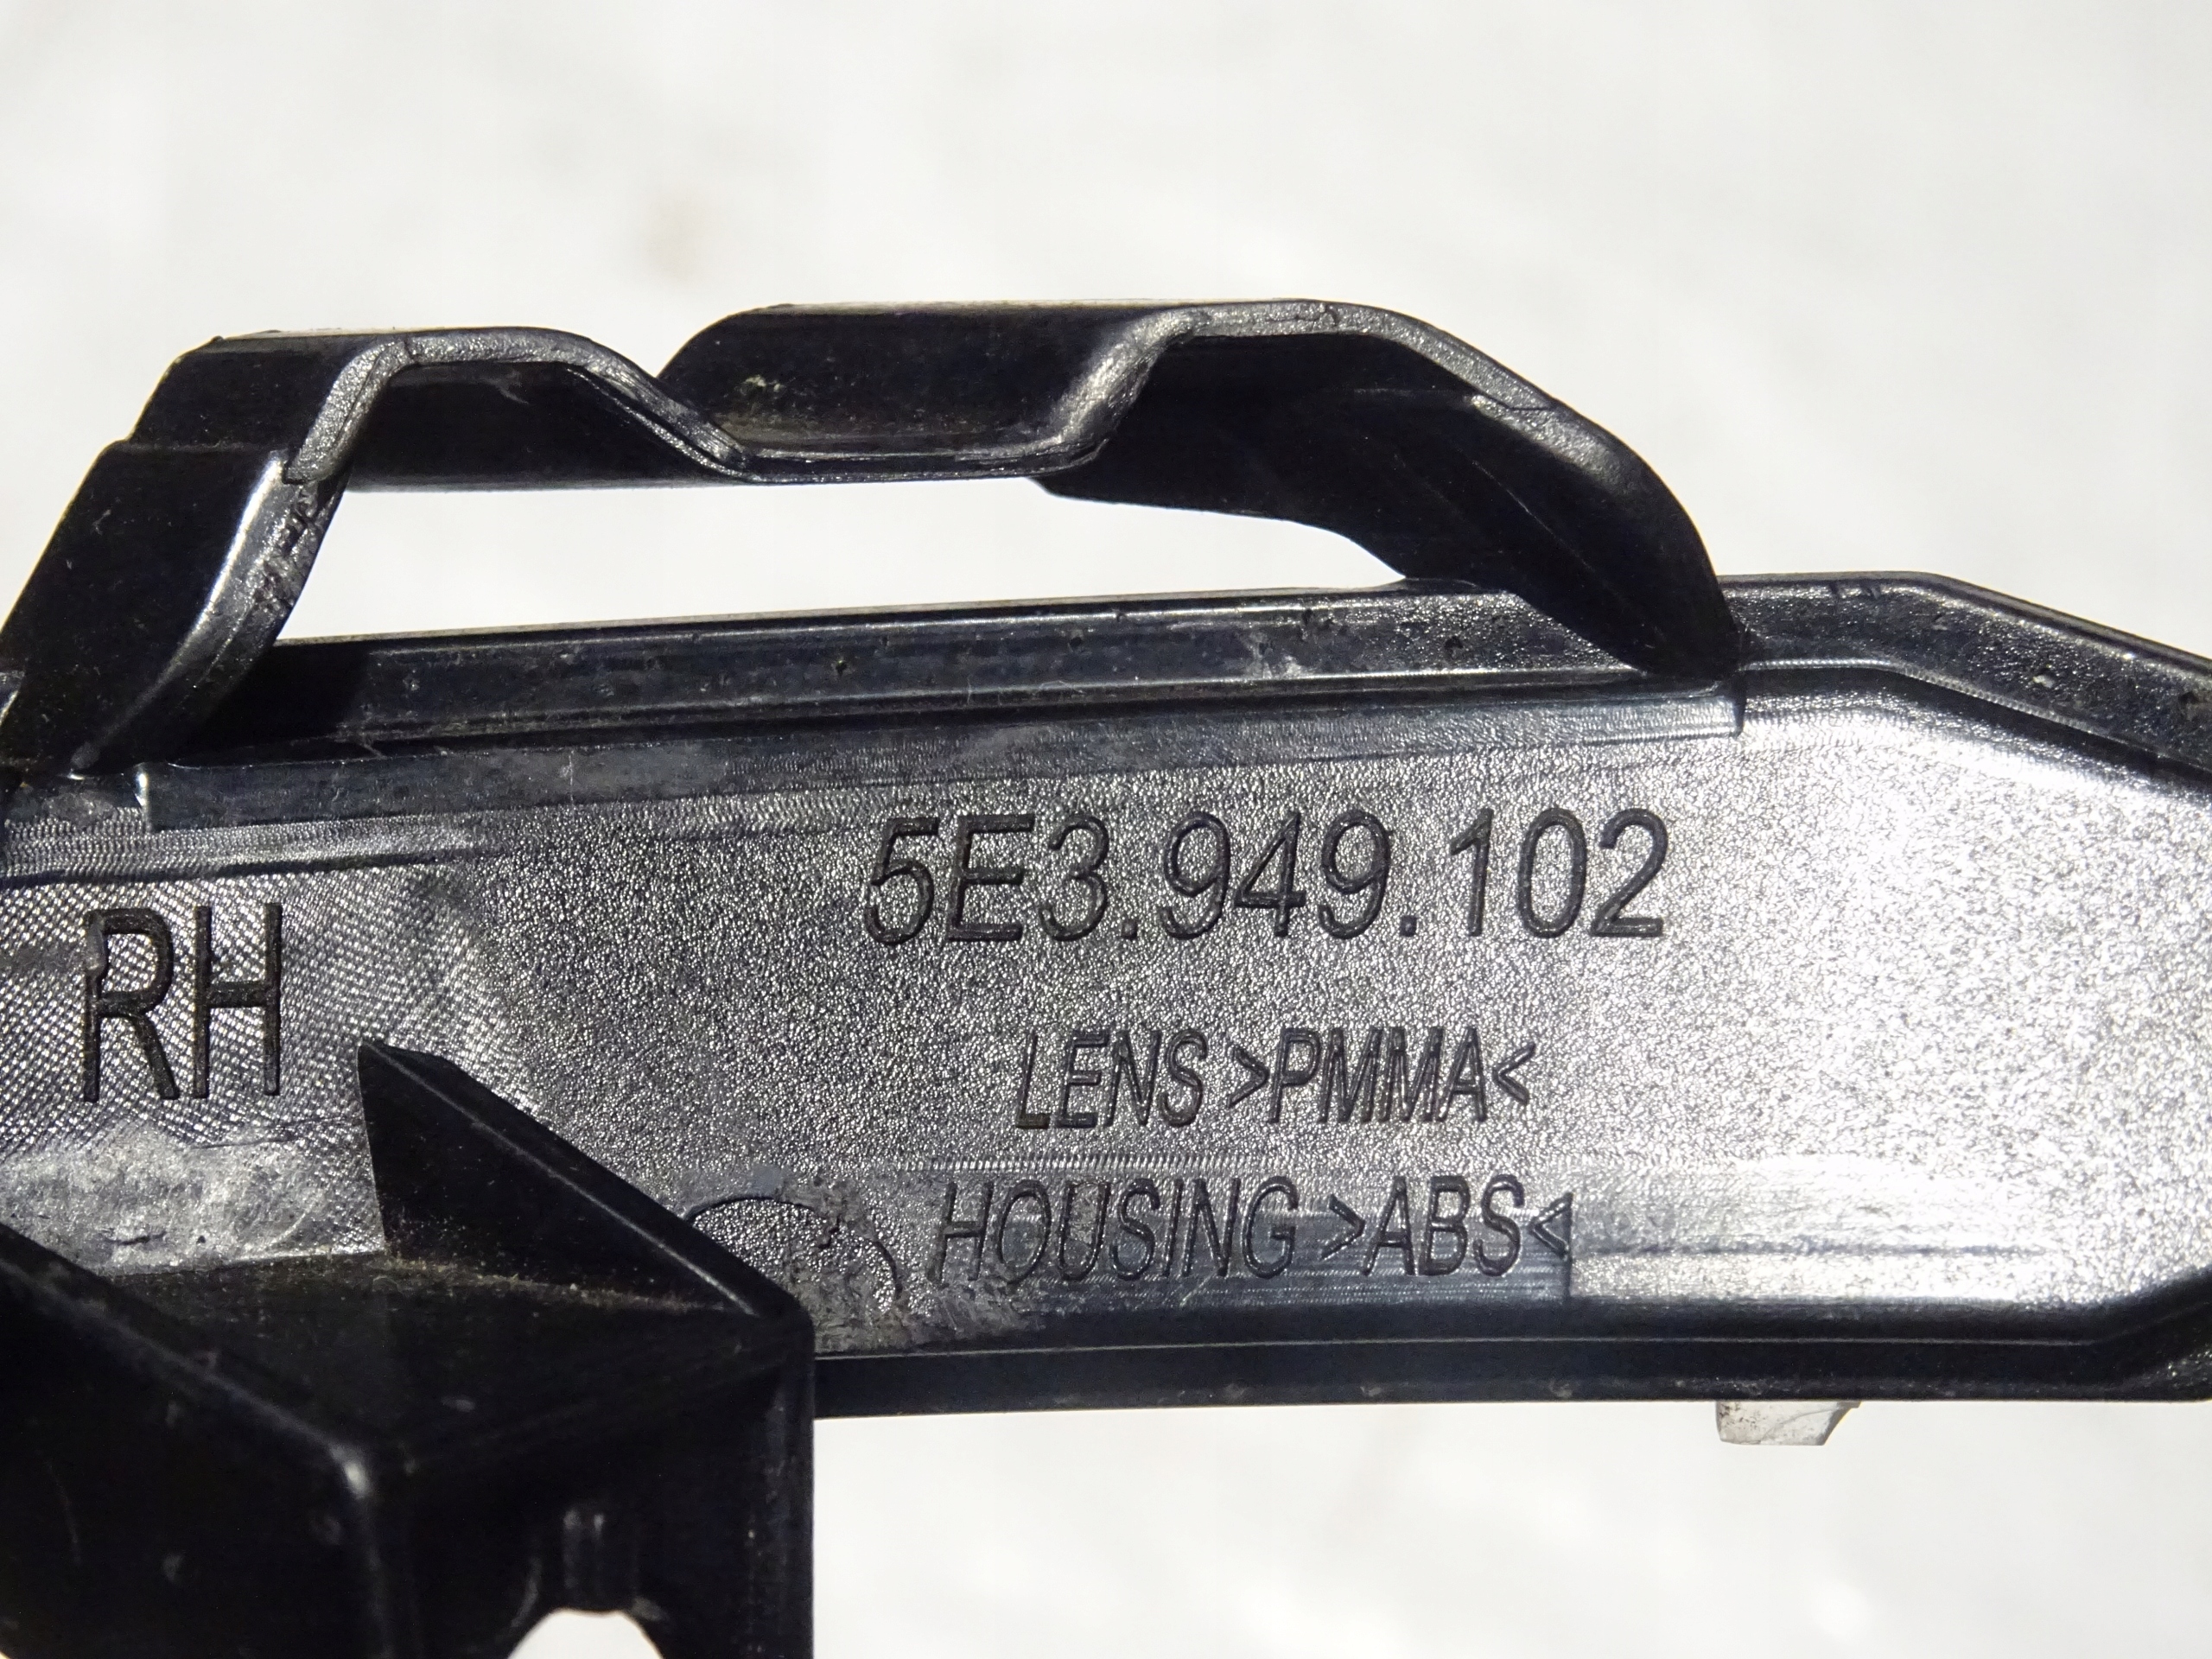 5E3.949.102
RH
LENS >PMMA<
HOUSING >ABS<